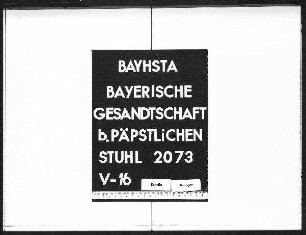 BAYHSTA
BAYERISCHE
GESANDTSCHAFT
b. PÄPSTLiCHEN
STUHL 2073
V-16